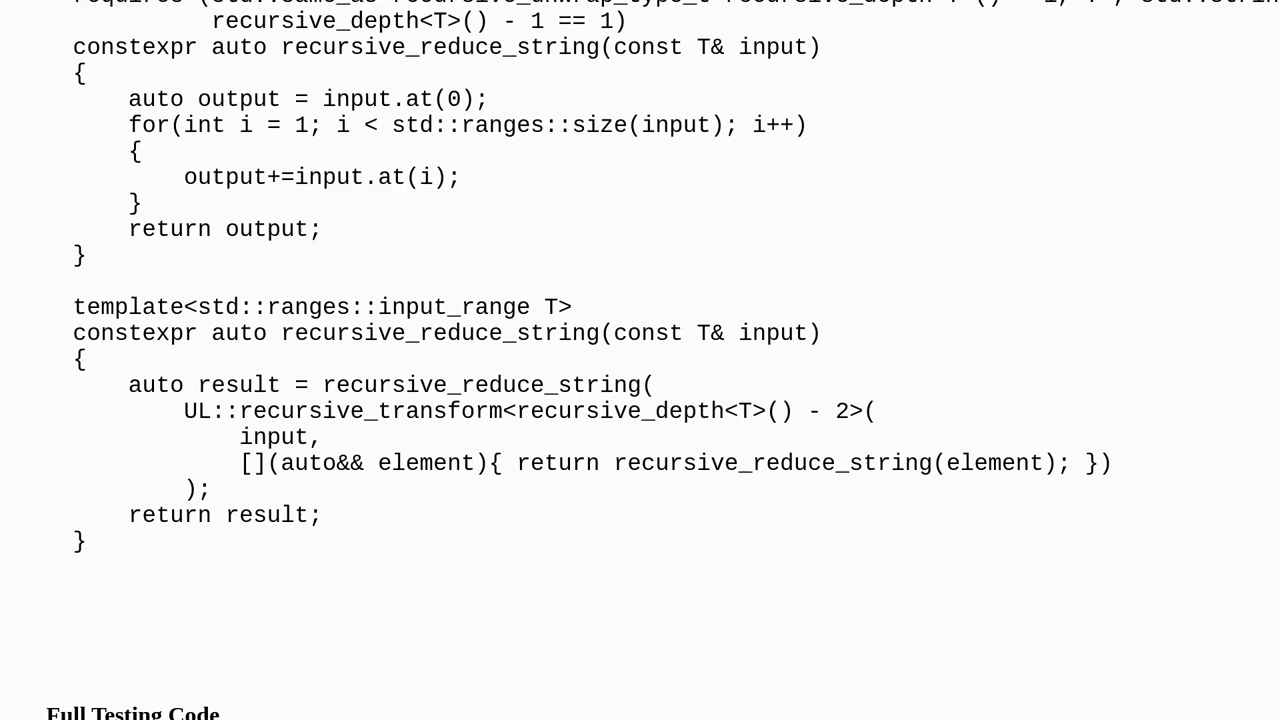 recursive_depth<T>() - 1 == 1)
constexpr auto recursive_reduce_string(const T& input)
{
    auto output = input.at(0);
    for(int i = 1; i < std::ranges::size(input); i++)
    {
        output+=input.at(i);
    }
    return output;
}
template<std::ranges::input_range T>
constexpr auto recursive_reduce_string(const T& input)
{
    auto result = recursive_reduce_string(
        UL::recursive_transform<recursive_depth<T>() - 2>(
            input,
            [](auto&& element){ return recursive_reduce_string(element); })
        );
    return result;
}
Full Testing Code